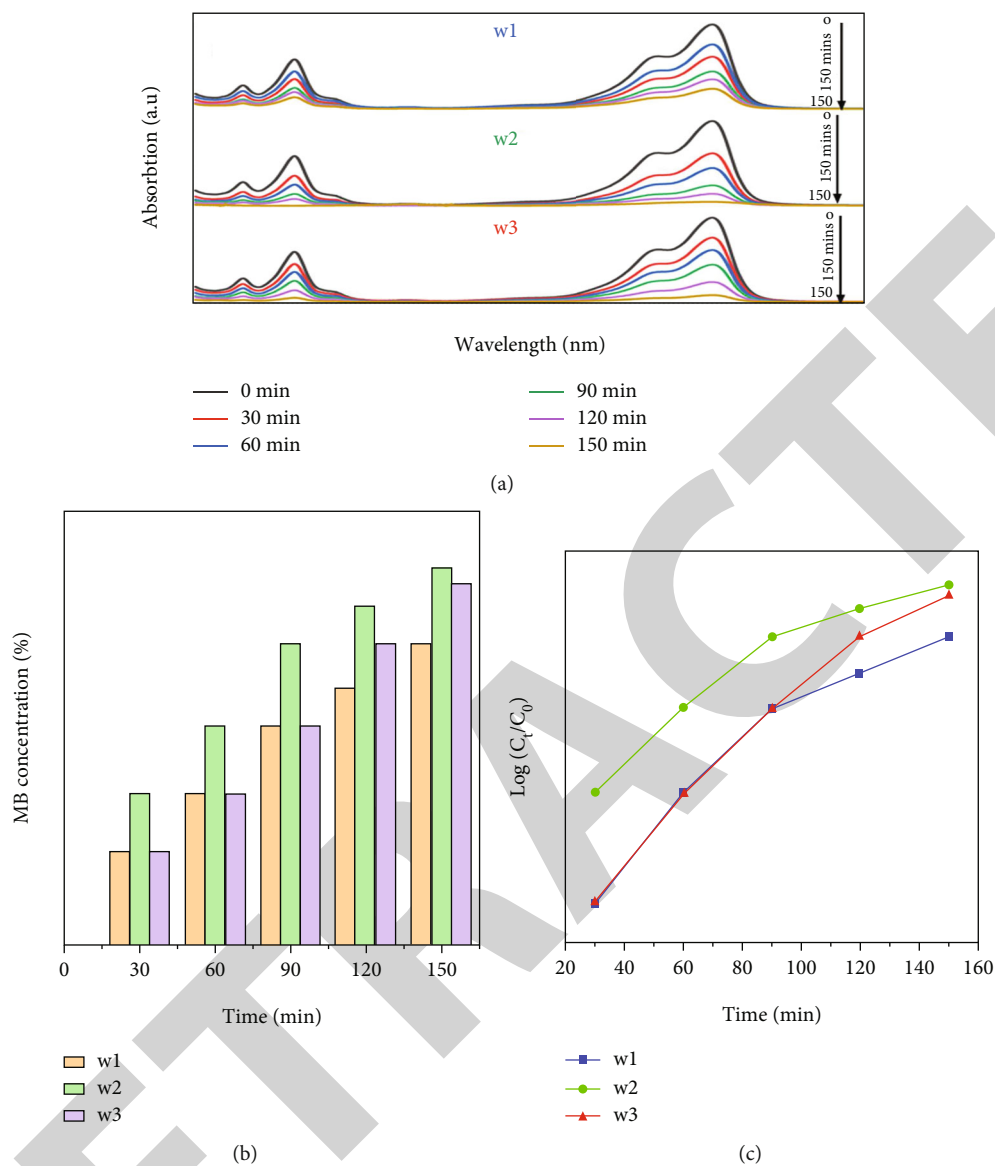 Absorbtion (a.u)
w1
w2
w3
o
150 mins
150
o
150 mins
150
o
150 mins
150
Wavelength (nm)
0 min
30 min
60 min
90 min
120 min
150 min
(a)
MB concentration (%)
0 30 60 90 120 150
Time (min)
w1
w2
w3
(b)
Log (Ct/C0)
20 40 60 80 100 120 140 160
Time (min)
w1
w2
w3
(c)
ETRACTE